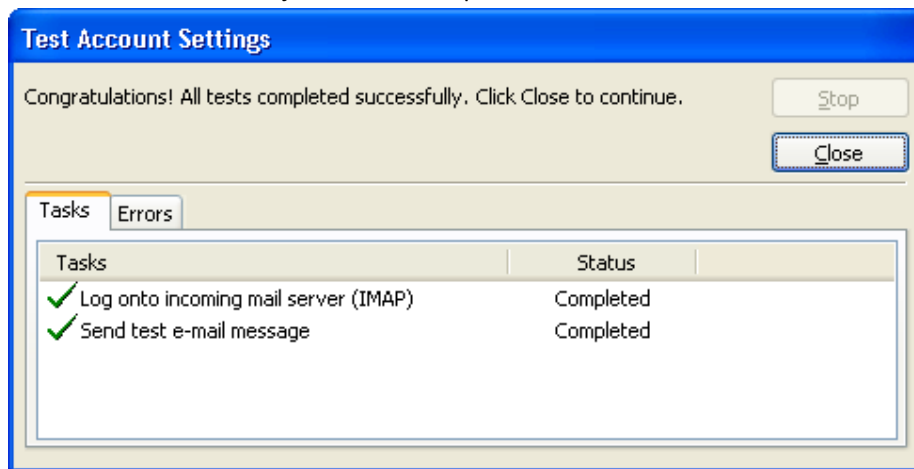 Test Account Settings
Congratulations! All tests completed successfully. Click Close to continue.
Stop
Close
Tasks Errors
Tasks Status
Log onto incoming mail server (IMAP) Completed
Send test e-mail message Completed